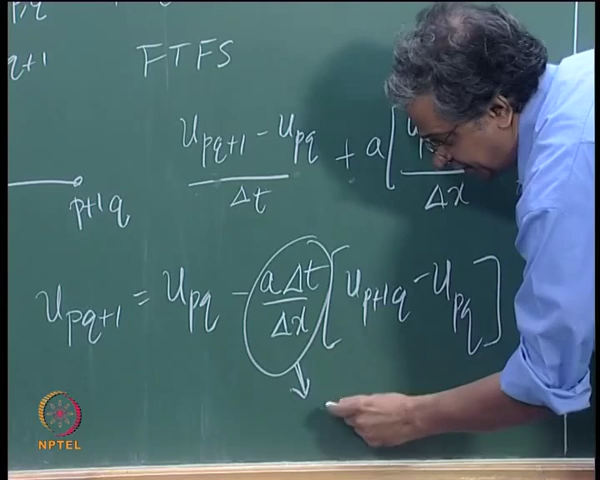 p,q
q+1
FTFS
u_{pq+1} - u_{pq} + a[ u
Δt Δx
p+1q
u_{pq+1} = u_{pq} - aΔt/Δx [u_{p+1q} - u_{pq}]
NPTEL